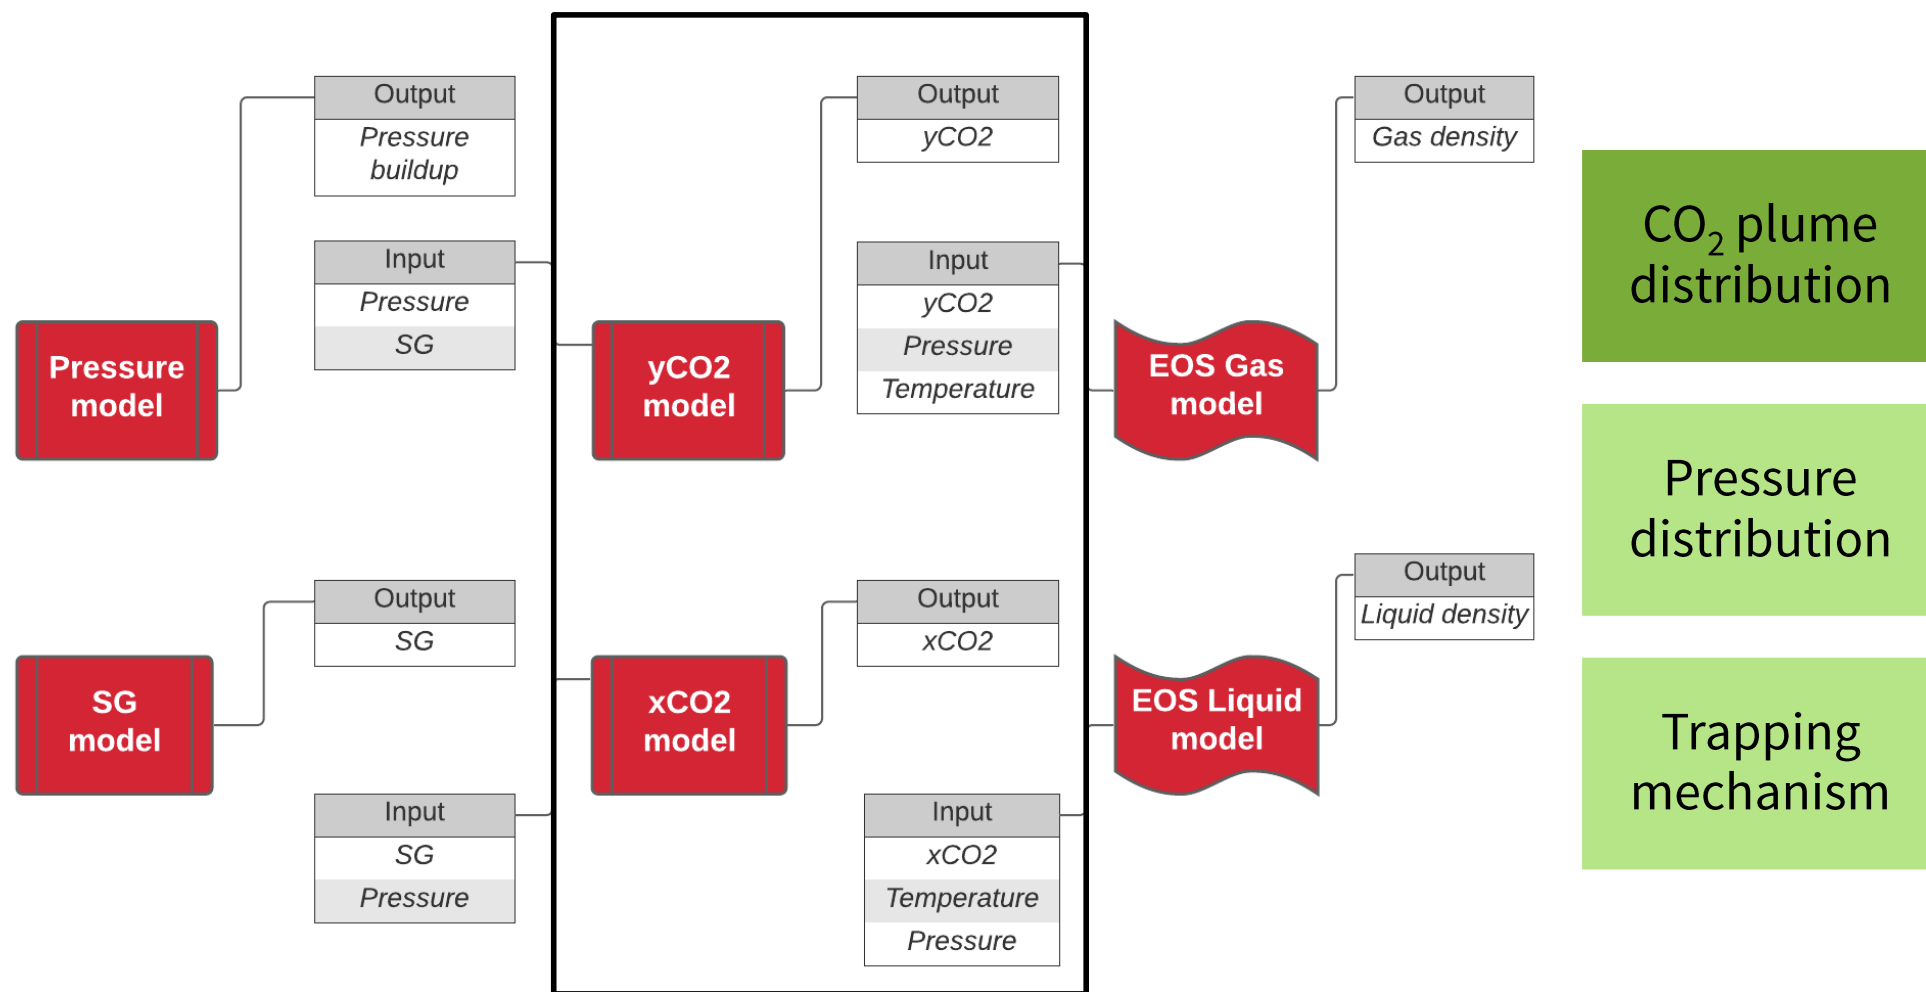 Output
Pressure
buildup
Input
Pressure
SG
Pressure
model
Output
SG
SG
model
Input
SG
Pressure
Output
yCO2
Input
yCO2
Pressure
Temperature
yCO2
model
Output
xCO2
xCO2
model
Input
xCO2
Temperature
Pressure
Output
Gas density
EOS Gas
model
Output
Liquid density
EOS Liquid
model
CO₂ plume
distribution
Pressure
distribution
Trapping
mechanism